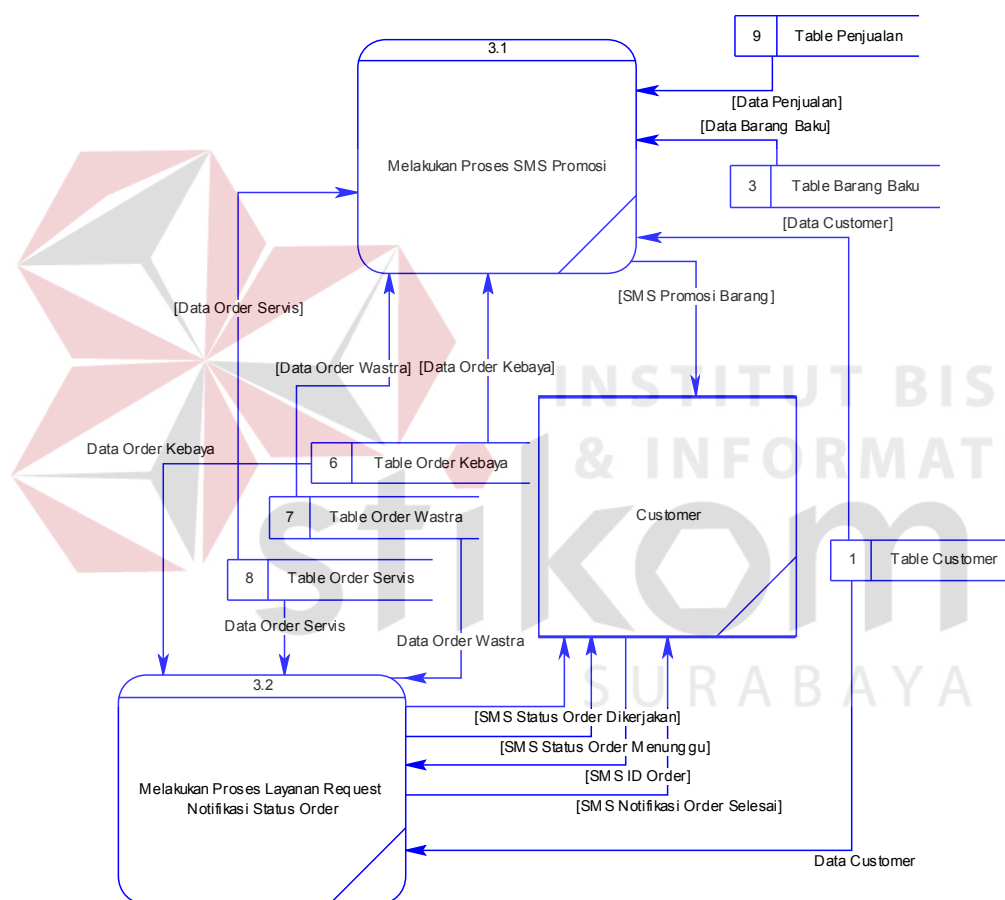 9 Table Penjualan
3.1
[Data Penjualan]
[Data Barang Baku]
Melakukan Proses SMS Promosi
3 Table Barang Baku
[Data Customer]
[SMS Promosi Barang]
[Data Order Servis]
[Data Order Wastra]
[Data Order Kebaya]
INSTITUT BIS
& INFORMAT
stikom
SURABAYA
Data Order Kebaya
6 Table Order Kebaya
7 Table Order Wastra
Customer
8 Table Order Servis
1 Table Customer
Data Order Servis
Data Order Wastra
3.2
[SMS Status Order Dikerjakan]
[SMS Status Order Menunggu]
[SMS ID Order]
[SMS Notifikasi Order Selesai]
Melakukan Proses Layanan Request
Notifikasi Status Order
Data Customer